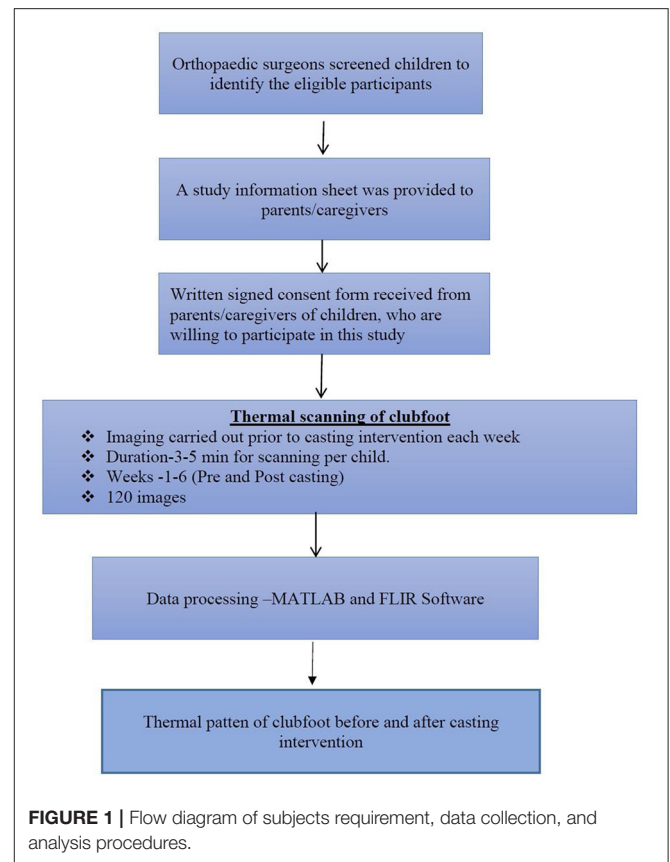 Orthopaedic surgeons screened children to
identify the eligible participants
A study information sheet was provided to
parents/caregivers
Written signed consent form received from
parents/caregivers of children, who are
willing to participate in this study
Thermal scanning of clubfoot
❖ Imaging carried out prior to casting intervention each week
❖ Duration-3-5 min for scanning per child.
❖ Weeks -1-6 (Pre and Post casting)
❖ 120 images
Data processing –MATLAB and FLIR Software
Thermal patten of clubfoot before and after casting
intervention
FIGURE 1 | Flow diagram of subjects requirement, data collection, and
analysis procedures.